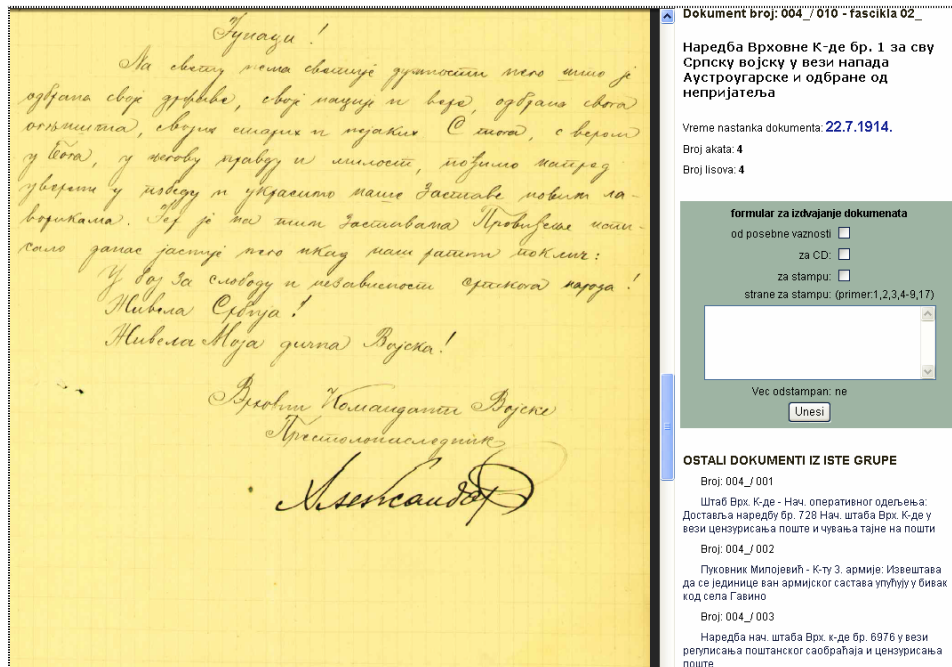 Јунаци!
На свету нема светије дужности него што је
одбрана своје државе, своје нације и вере, одбрана свога
огњишта, својих старих и нејаких. С тога, с вером
у Бога, у његову правду и милост, пођимо напред
уверени у победу и украсимо наше Заставе новим ло-
ворикама. Јер је на тим Заставама Провиђење испи-
сало данас јасније него икад наш ратни поклич:
У бој за слободу и независност српскога народа!
Живела Србија!
Живела Моја дична Војска!
Врховни Командант Војске
Престолонаследник
Александар
Dokument broj: 004_/ 010 - fascikla 02_
Наредба Врховне К-де бр. 1 за сву
Српску војску у вези напада
Аустроугарске и одбране од
непријатеља
Vreme nastanka dokumenta: 22.7.1914.
Broj akata: 4
Broj lisova: 4
formular za izdvajanje dokumenata
od posebne vaznosti
za CD:
za stampu:
strane za stampu: (primer:1,2,3,4-9,17)
Vec odstampan: ne
Unesi
OSTALI DOKUMENTI IZ ISTE GRUPE
Broj: 004_/ 001
Штаб Врх. К-де - Нач. оперативног одељења:
Доставља наредбу бр. 728 Нач. штаба Врх. К-де у
вези цензурисања поште и чувања тајне на пошти
Broj: 004_/ 002
Пуковник Милојевић - К-ту 3. армије: Извештава
да се јединице ван армијског састава упућују у бивак
код села Гавино
Broj: 004_/ 003
Наредба нач. штаба Врх. к-де бр. 6976 у вези
регулисања поштанског саобраћаја и цензурисања
поште